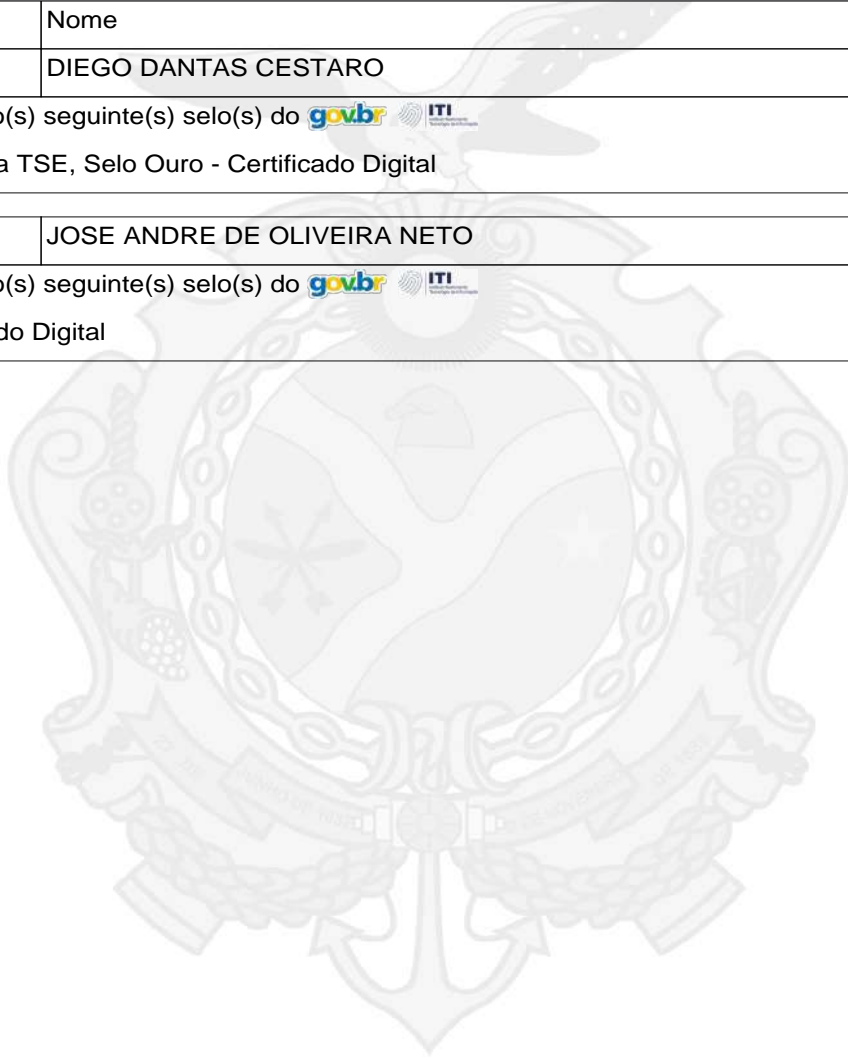 Nome
DIEGO DANTAS CESTARO
o(s) seguinte(s) selo(s) do gov.br ITI
a TSE, Selo Ouro - Certificado Digital
JOSE ANDRE DE OLIVEIRA NETO
o(s) seguinte(s) selo(s) do gov.br ITI
do Digital